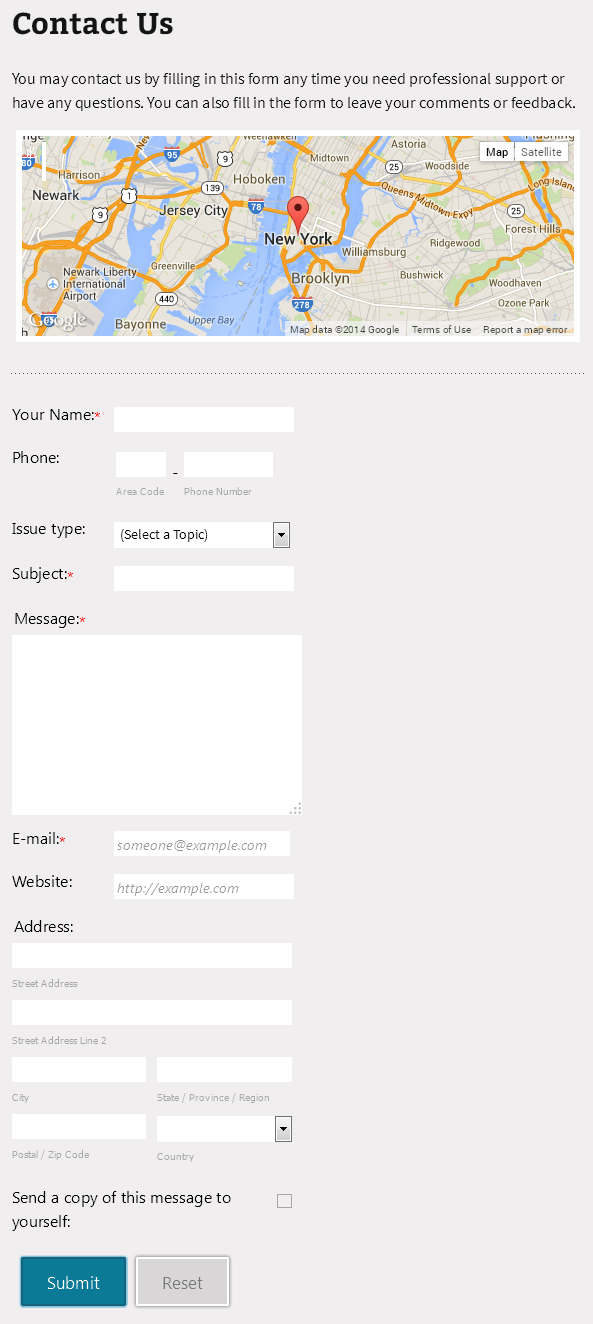 Contact Us
You may contact us by filling in this form any time you need professional support or
have any questions. You can also fill in the form to leave your comments or feedback.
Weehawken
Astoria
Map
Satellite
95
9
Midtown
Harrison
25
Woodside
Hoboken
Newark
1
139
Queens Midtown Expy
Long Island
9
Jersey City
78
25
New York
Forest Hills
Williamsburg
Ridgewood
Greenville
Newark Liberty
International
Airport
Brooklyn
Bushwick
Woodhaven
440
278
Ozone Park
Google
Bayonne
Upper Bay
Map data ©2014 Google
Terms of Use
Report a map error
Your Name:*
Phone:
-
Area Code
Phone Number
Issue type:
(Select a Topic)
Subject:*
Message:*
E-mail:*
someone@example.com
Website:
http://example.com
Address:
Street Address
Street Address Line 2
City
State / Province / Region
Postal / Zip Code
Country
Send a copy of this message to
yourself:
Submit
Reset